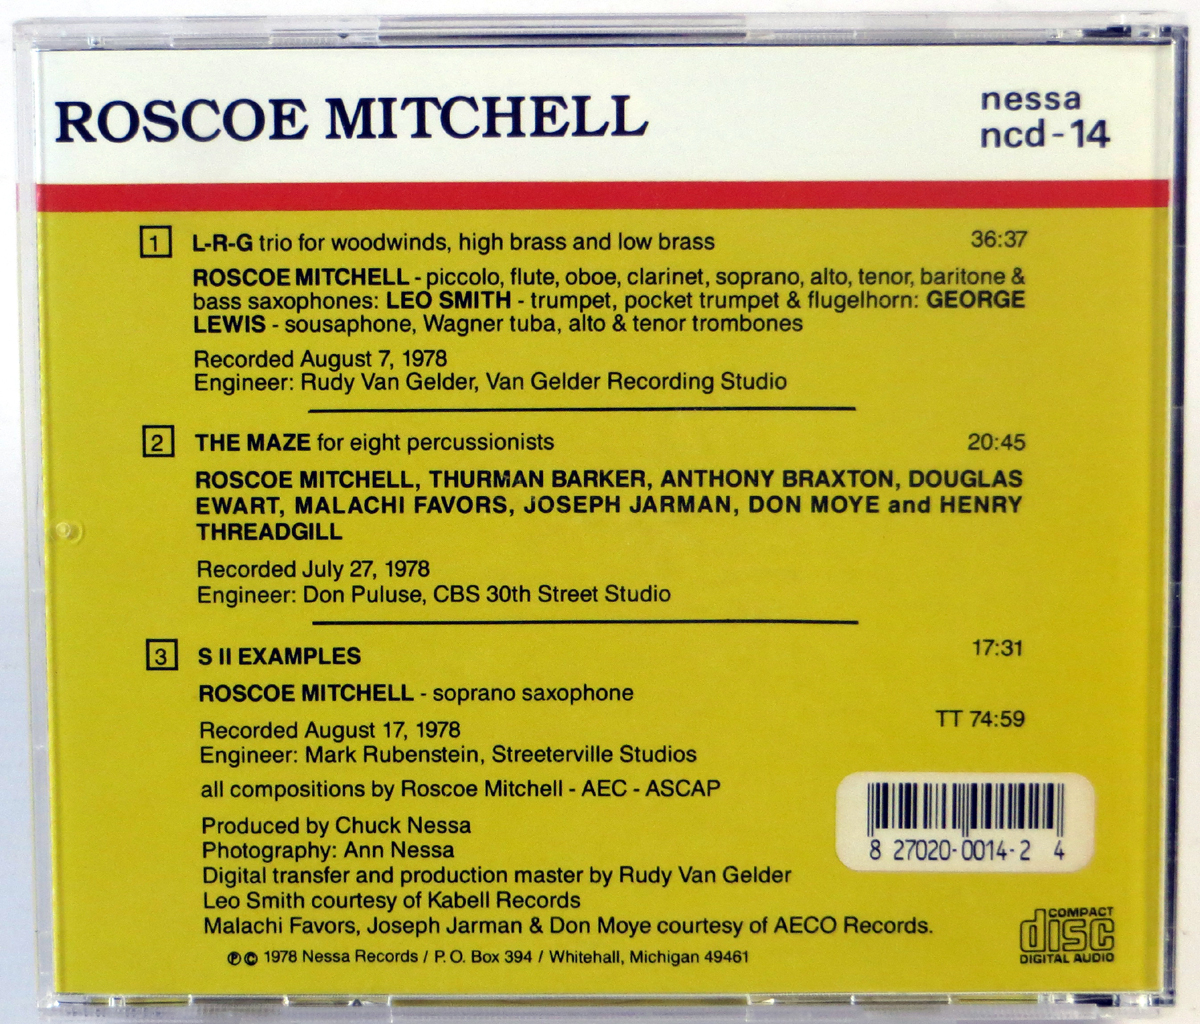 ROSCOE MITCHELL
nessa
ncd-14
1 L-R-G trio for woodwinds, high brass and low brass 36:37
ROSCOE MITCHELL - piccolo, flute, oboe, clarinet, soprano, alto, tenor, baritone &
bass saxophones: LEO SMITH - trumpet, pocket trumpet & flugelhorn: GEORGE
LEWIS - sousaphone, Wagner tuba, alto & tenor trombones
Recorded August 7, 1978
Engineer: Rudy Van Gelder, Van Gelder Recording Studio
2 THE MAZE for eight percussionists 20:45
ROSCOE MITCHELL, THURMAN BARKER, ANTHONY BRAXTON, DOUGLAS
EWART, MALACHI FAVORS, JOSEPH JARMAN, DON MOYE and HENRY
THREADGILL
Recorded July 27, 1978
Engineer: Don Puluse, CBS 30th Street Studio
3 S II EXAMPLES 17:31
ROSCOE MITCHELL - soprano saxophone
TT 74:59
Recorded August 17, 1978
Engineer: Mark Rubenstein, Streeterville Studios
all compositions by Roscoe Mitchell - AEC - ASCAP
Produced by Chuck Nessa
Photography: Ann Nessa
Digital transfer and production master by Rudy Van Gelder
Leo Smith courtesy of Kabell Records
Malachi Favors, Joseph Jarman & Don Moye courtesy of AECO Records.
℗ © 1978 Nessa Records / P.O. Box 394 / Whitehall, Michigan 49461
8 27020-0014-2 4
COMPACT
disc
DIGITAL AUDIO